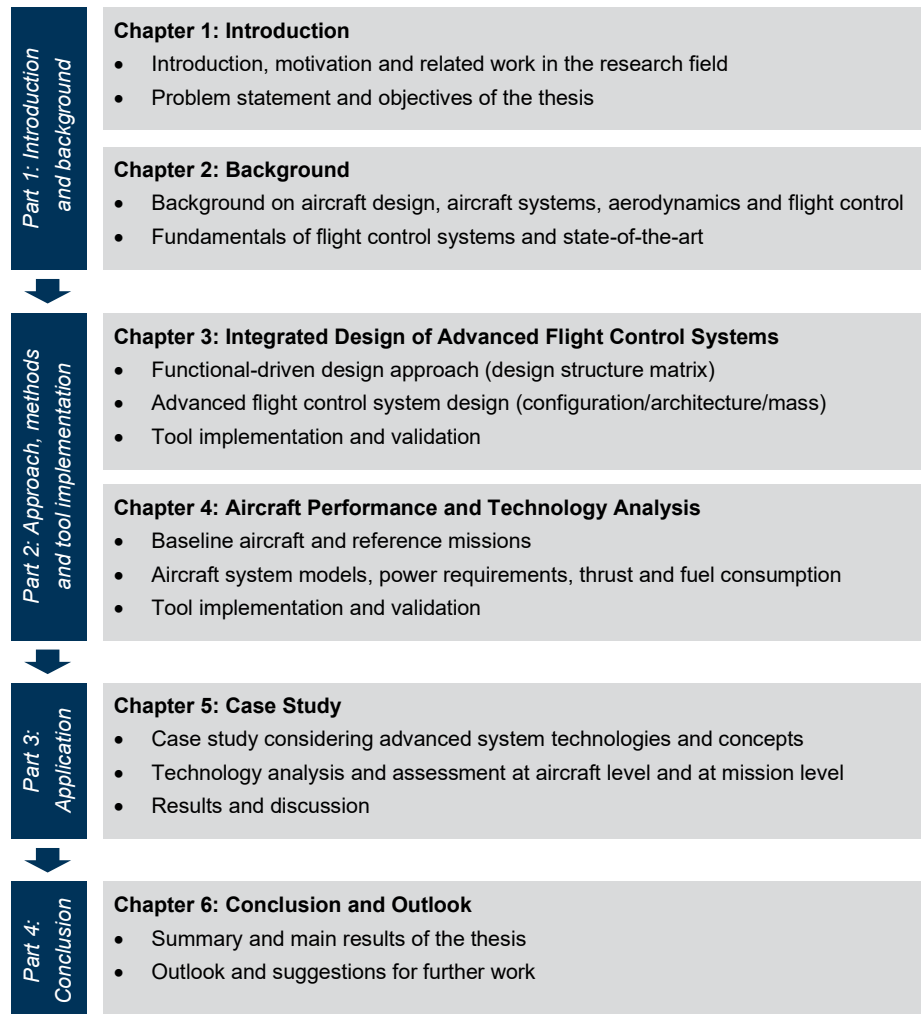 Part 1: Introduction
and background
Chapter 1: Introduction
• Introduction, motivation and related work in the research field
• Problem statement and objectives of the thesis
Chapter 2: Background
• Background on aircraft design, aircraft systems, aerodynamics and flight control
• Fundamentals of flight control systems and state-of-the-art
Part 2: Approach, methods
and tool implementation
Chapter 3: Integrated Design of Advanced Flight Control Systems
• Functional-driven design approach (design structure matrix)
• Advanced flight control system design (configuration/architecture/mass)
• Tool implementation and validation
Chapter 4: Aircraft Performance and Technology Analysis
• Baseline aircraft and reference missions
• Aircraft system models, power requirements, thrust and fuel consumption
• Tool implementation and validation
Part 3:
Application
Chapter 5: Case Study
• Case study considering advanced system technologies and concepts
• Technology analysis and assessment at aircraft level and at mission level
• Results and discussion
Part 4:
Conclusion
Chapter 6: Conclusion and Outlook
• Summary and main results of the thesis
• Outlook and suggestions for further work